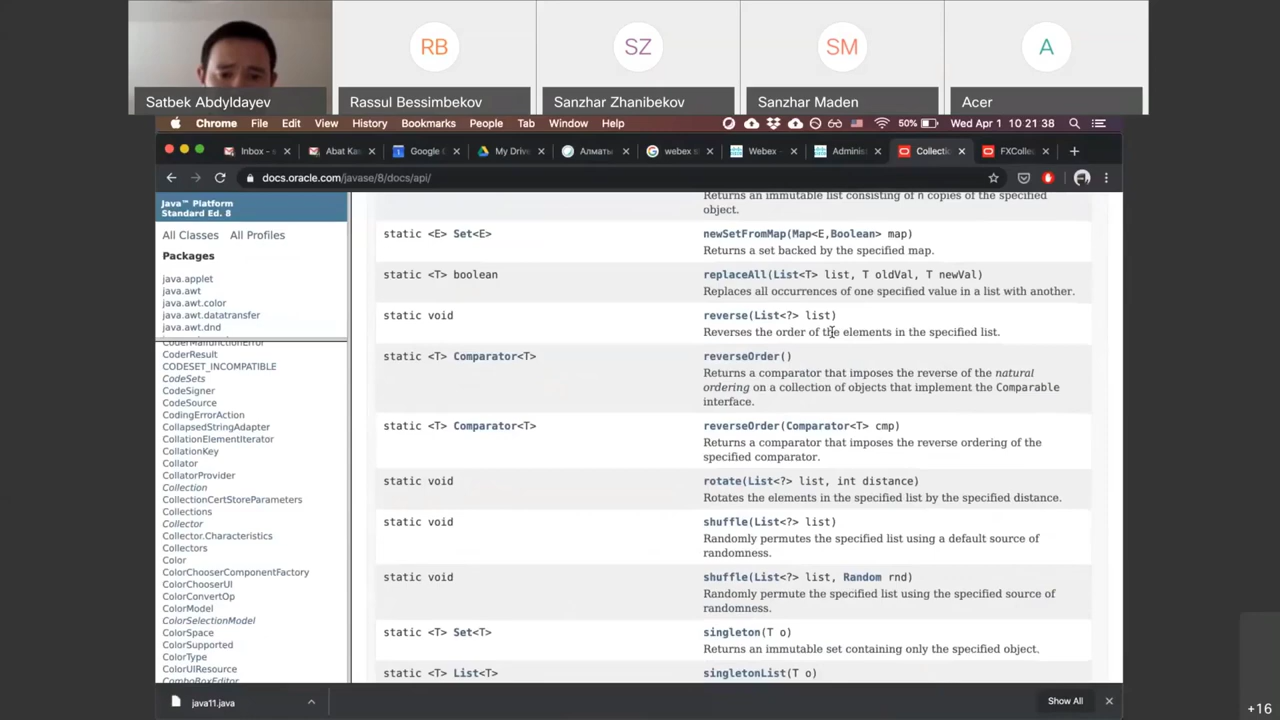 RB
SZ
SM
A
Satbek Abdyldayev
Rassul Bessimbekov
Sanzhar Zhanibekov
Sanzhar Maden
Acer
Chrome File Edit View History Bookmarks People Tab Window Help
50%
Wed Apr 1 10 21 38
Inbox - s
Abat Ka
Google D
My Drive
Алматы
webex s
Webex -
Adminis
Collectio
FXColle
docs.oracle.com/javase/8/docs/api/
Java™ Platform
Standard Ed. 8
All Classes All Profiles
Packages
java.applet
java.awt
java.awt.color
java.awt.datatransfer
java.awt.dnd
CoderMalfunctionError
CoderResult
CODESET_INCOMPATIBLE
CodeSets
CodeSigner
CodeSource
CodingErrorAction
CollapsedStringAdapter
CollationElementIterator
CollationKey
Collator
CollatorProvider
Collection
CollectionCertStoreParameters
Collections
Collector
Collector.Characteristics
Collectors
Color
ColorChooserComponentFactory
ColorChooserUI
ColorConvertOp
ColorModel
ColorSelectionModel
ColorSpace
ColorSupported
ColorType
ColorUIResource
ComboBoxEditor
Returns an immutable list consisting of n copies of the specified
object.
static <E> Set<E>
newSetFromMap(Map<E,Boolean> map)
Returns a set backed by the specified map.
static <T> boolean
replaceAll(List<T> list, T oldVal, T newVal)
Replaces all occurrences of one specified value in a list with another.
static void
reverse(List<?> list)
Reverses the order of the elements in the specified list.
static <T> Comparator<T>
reverseOrder()
Returns a comparator that imposes the reverse of the natural
ordering on a collection of objects that implement the Comparable
interface.
static <T> Comparator<T>
reverseOrder(Comparator<T> cmp)
Returns a comparator that imposes the reverse ordering of the
specified comparator.
static void
rotate(List<?> list, int distance)
Rotates the elements in the specified list by the specified distance.
static void
shuffle(List<?> list)
Randomly permutes the specified list using a default source of
randomness.
static void
shuffle(List<?> list, Random rnd)
Randomly permute the specified list using the specified source of
randomness.
static <T> Set<T>
singleton(T o)
Returns an immutable set containing only the specified object.
static <T> List<T>
singletonList(T o)
java11.java
Show All
+16